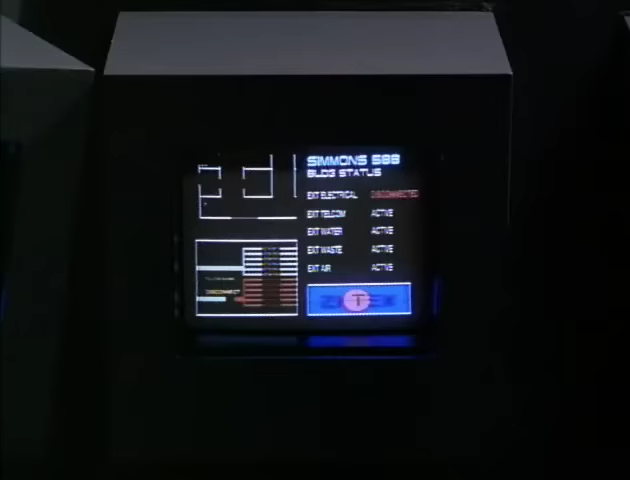 SIMMONS 588
BLDG STATUS
EXT ELECTRICAL DISCONNECTED
EXT TELCOM ACTIVE
EXT WATER ACTIVE
EXT WASTE ACTIVE
EXT AIR ACTIVE
DISCONNECT